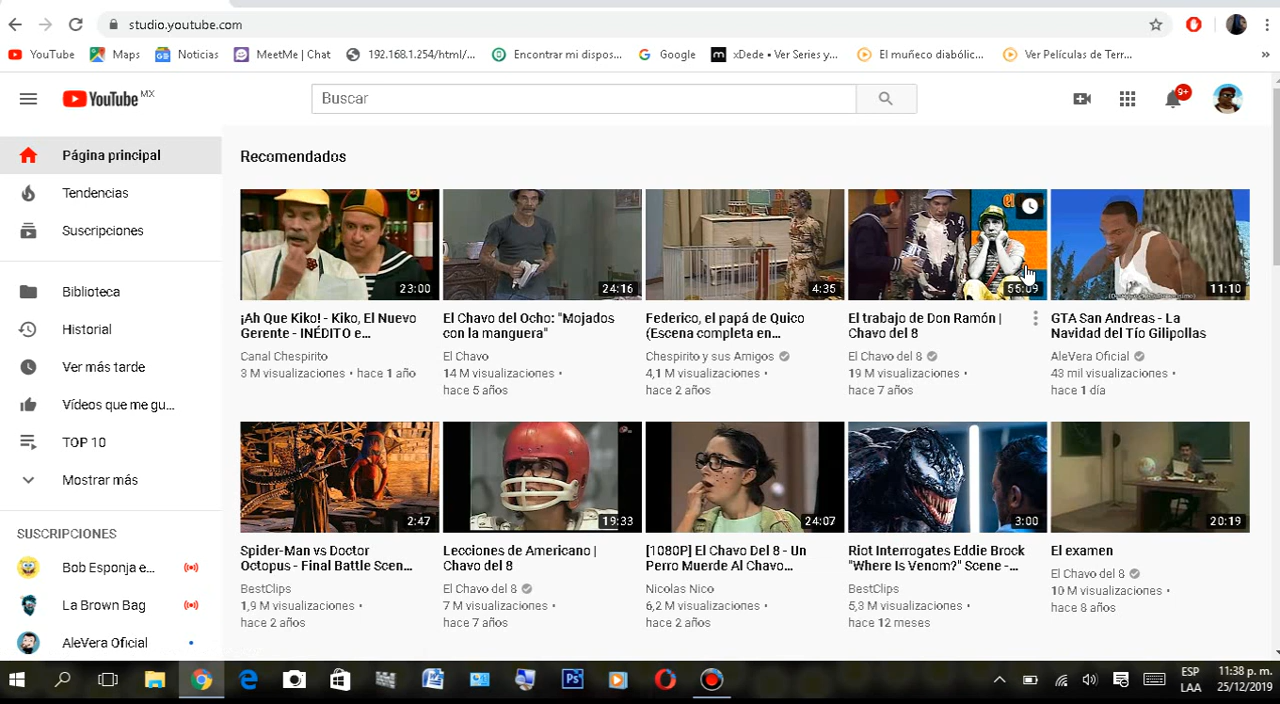 studio.youtube.com
YouTube Maps Noticias MeetMe | Chat 192.168.1.254/html/... Encontrar mi dispos... Google xDede • Ver Series y... El muñeco diabólic... Ver Películas de Terr... »
YouTube MX
Buscar
9+
Página principal
Tendencias
Suscripciones
Biblioteca
Historial
Ver más tarde
Vídeos que me gu...
TOP 10
Mostrar más
SUSCRIPCIONES
Bob Esponja e...
La Brown Bag
AleVera Oficial
Recomendados
23:00
¡Ah Que Kiko! - Kiko, El Nuevo
Gerente - INÉDITO e...
Canal Chespirito
3 M visualizaciones • hace 1 año
24:16
El Chavo del Ocho: "Mojados
con la manguera"
El Chavo
14 M visualizaciones •
hace 5 años
4:35
Federico, el papá de Quico
(Escena completa en...
Chespirito y sus Amigos
4,1 M visualizaciones •
hace 2 años
55:09
El trabajo de Don Ramón |
Chavo del 8
El Chavo del 8
19 M visualizaciones •
hace 7 años
11:10
GTA San Andreas - La
Navidad del Tío Gilipollas
AleVera Oficial
43 mil visualizaciones •
hace 1 día
2:47
Spider-Man vs Doctor
Octopus - Final Battle Scen...
BestClips
1,9 M visualizaciones •
hace 2 años
19:33
Lecciones de Americano |
Chavo del 8
El Chavo del 8
7 M visualizaciones •
hace 7 años
24:07
[1080P] El Chavo Del 8 - Un
Perro Muerde Al Chavo...
Nicolas Nico
6,2 M visualizaciones •
hace 2 años
3:00
Riot Interrogates Eddie Brock
"Where Is Venom?" Scene -...
BestClips
5,3 M visualizaciones •
hace 12 meses
20:19
El examen
El Chavo del 8
10 M visualizaciones •
hace 8 años
Ps
ESP
LAA
11:38 p. m.
25/12/2019